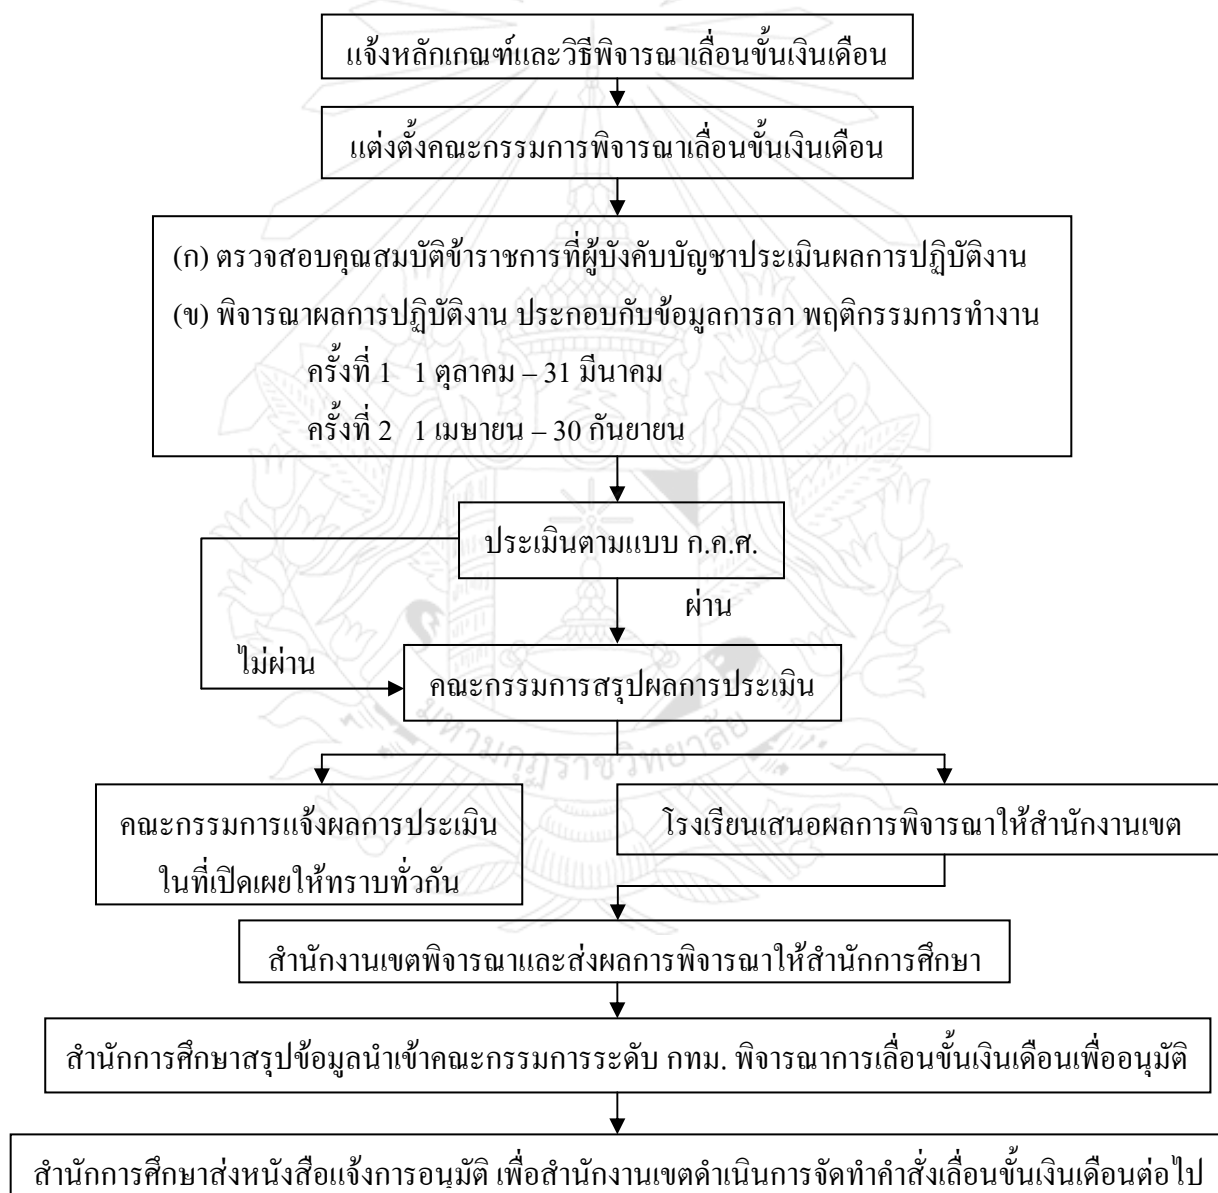 แจ้งหลักเกณฑ์และวิธีพิจารณาเลื่อนขั้นเงินเดือน
แต่งตั้งคณะกรรมการพิจารณาเลื่อนขั้นเงินเดือน
(ก) ตรวจสอบคุณสมบัติข้าราชการที่ผู้บังคับบัญชาประเมินผลการปฏิบัติงาน
(ข) พิจารณาผลการปฏิบัติงาน ประกอบกับข้อมูลการลา พฤติกรรมการทำงาน
ครั้งที่ 1 1 ตุลาคม – 31 มีนาคม
ครั้งที่ 2 1 เมษายน – 30 กันยายน
ประเมินตามแบบ ก.ค.ศ.
ผ่าน
ไม่ผ่าน
คณะกรรมการสรุปผลการประเมิน
มหามกุฏราชวิทยาลัย
คณะกรรมการแจ้งผลการประเมิน
ในที่เปิดเผยให้ทราบทั่วกัน
โรงเรียนเสนอผลการพิจารณาให้สำนักงานเขต
สำนักงานเขตพิจารณาและส่งผลการพิจารณาให้สำนักการศึกษา
สำนักการศึกษาสรุปข้อมูลนำเข้าคณะกรรมการระดับ กทม. พิจารณาการเลื่อนขั้นเงินเดือนเพื่ออนุมัติ
สำนักการศึกษาส่งหนังสือแจ้งการอนุมัติ เพื่อสำนักงานเขตดำเนินการจัดทำคำสั่งเลื่อนขั้นเงินเดือนต่อไป